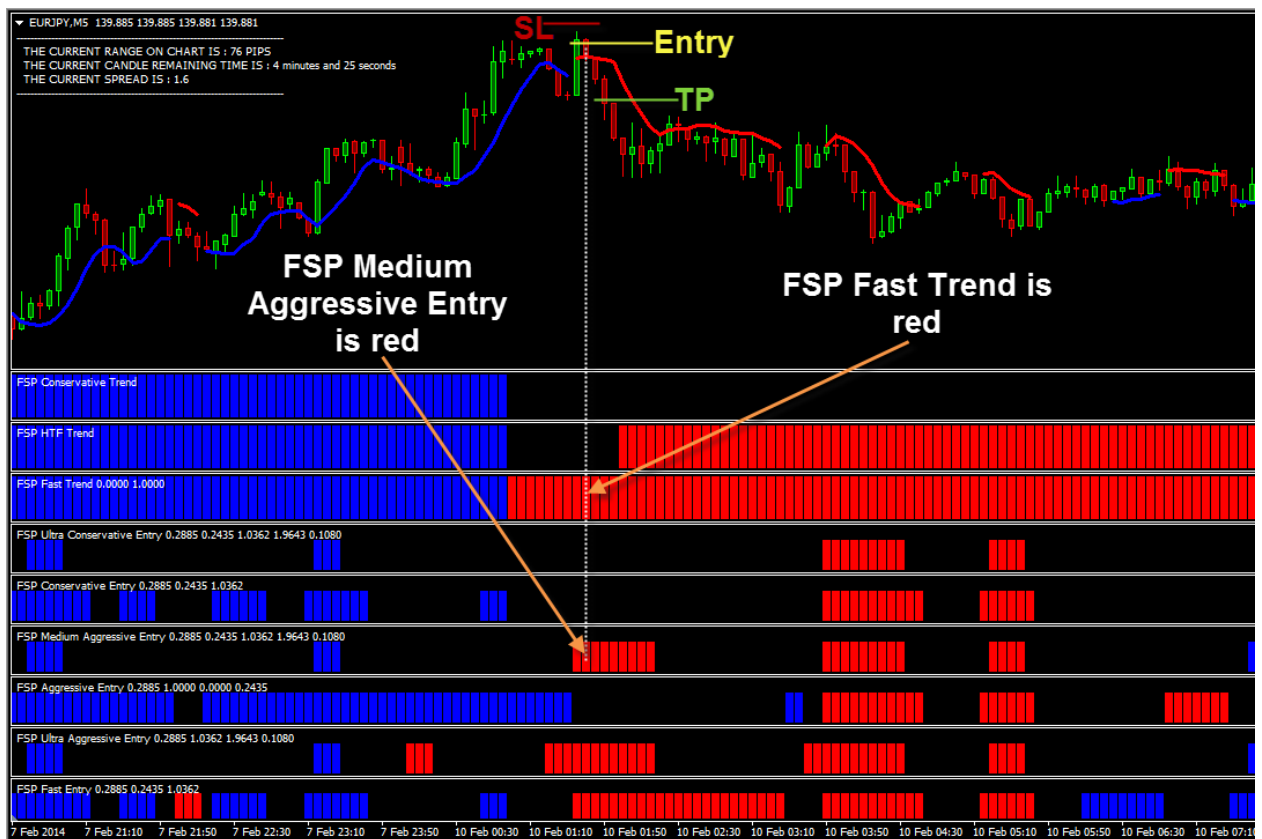 EURJPY,M5 139.885 139.885 139.881 139.881
THE CURRENT RANGE ON CHART IS : 76 PIPS
THE CURRENT CANDLE REMAINING TIME IS : 4 minutes and 25 seconds
THE CURRENT SPREAD IS : 1.6
SL
Entry
TP
FSP Medium
Aggressive Entry
is red
FSP Fast Trend is
red
FSP Conservative Trend
FSP HTF Trend
FSP Fast Trend 0.0000 1.0000
FSP Ultra Conservative Entry 0.2885 0.2435 1.0362 1.9643 0.1080
FSP Conservative Entry 0.2885 0.2435 1.0362
FSP Medium Aggressive Entry 0.2885 0.2435 1.0362 1.9643 0.1080
FSP Aggressive Entry 0.2885 1.0000 0.0000 0.2435
FSP Ultra Aggressive Entry 0.2885 1.0362 1.9643 0.1080
FSP Fast Entry 0.2885 0.2435 1.0362
7 Feb 2014 7 Feb 21:10 7 Feb 21:50 7 Feb 22:30 7 Feb 23:10 7 Feb 23:50 10 Feb 00:30 10 Feb 01:10 10 Feb 01:50 10 Feb 02:30 10 Feb 03:10 10 Feb 03:50 10 Feb 04:30 10 Feb 05:10 10 Feb 05:50 10 Feb 06:30 10 Feb 07:10